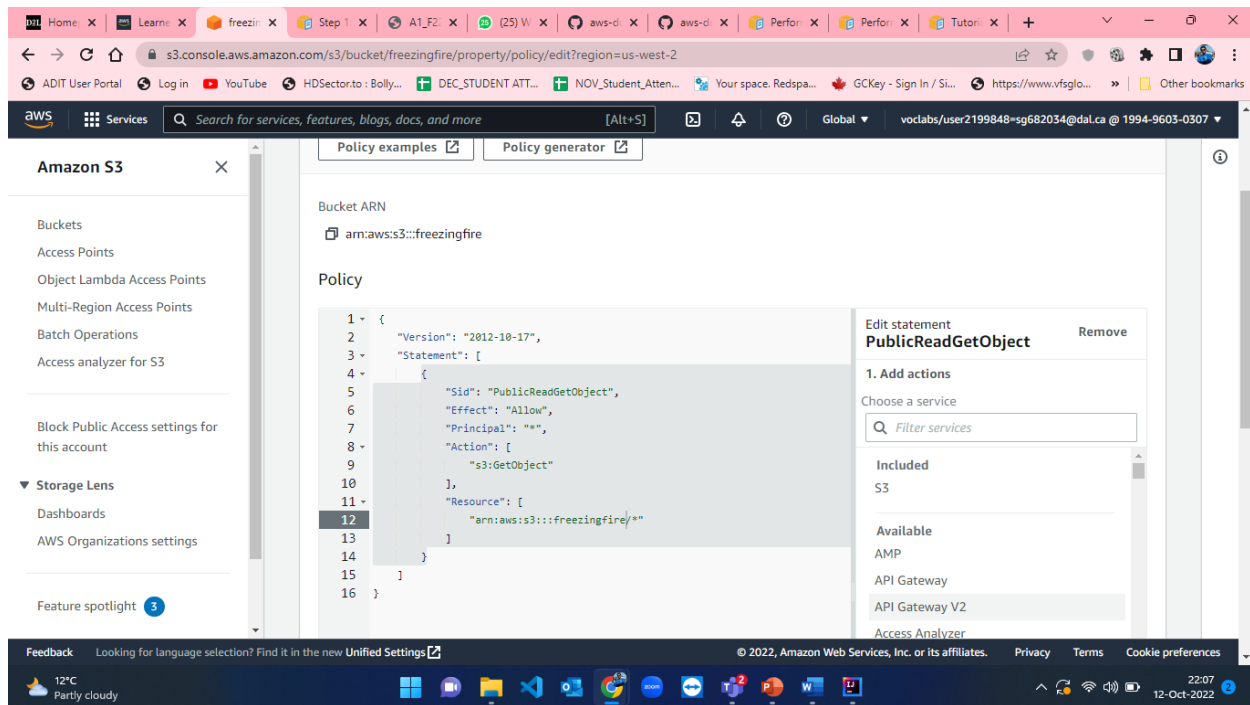 D2L Home
aws Learne
freezin
Step 1
A1_F2
(25) W
aws-d
aws-d
Perfor
Perfor
Tutoria
s3.console.aws.amazon.com/s3/bucket/freezingfire/property/policy/edit?region=us-west-2
ADIT User Portal
Log in
YouTube
HDSector.to : Bolly...
DEC_STUDENT ATT...
NOV_Student_Atten...
Your space. Redspa...
GCKey - Sign In / Si...
https://www.vfsglo...
»
Other bookmarks
aws
Services
Search for services, features, blogs, docs, and more [Alt+S]
Global
voclabs/user2199848=sg682034@dal.ca @ 1994-9603-0307
Amazon S3
Buckets
Access Points
Object Lambda Access Points
Multi-Region Access Points
Batch Operations
Access analyzer for S3
Block Public Access settings for
this account
Storage Lens
Dashboards
AWS Organizations settings
Feature spotlight 3
Policy examples
Policy generator
Bucket ARN
arn:aws:s3:::freezingfire
Policy
1 {
2 "Version": "2012-10-17",
3 "Statement": [
4 {
5 "Sid": "PublicReadGetObject",
6 "Effect": "Allow",
7 "Principal": "*",
8 "Action": [
9 "s3:GetObject"
10 ],
11 "Resource": [
12 "arn:aws:s3:::freezingfire/*"
13 ]
14 }
15 ]
16 }
Edit statement
PublicReadGetObject
Remove
1. Add actions
Choose a service
Filter services
Included
S3
Available
AMP
API Gateway
API Gateway V2
Access Analyzer
Feedback
Looking for language selection? Find it in the new Unified Settings
© 2022, Amazon Web Services, Inc. or its affiliates.
Privacy
Terms
Cookie preferences
12°C
Partly cloudy
zoom
2
22:07
12-Oct-2022
2